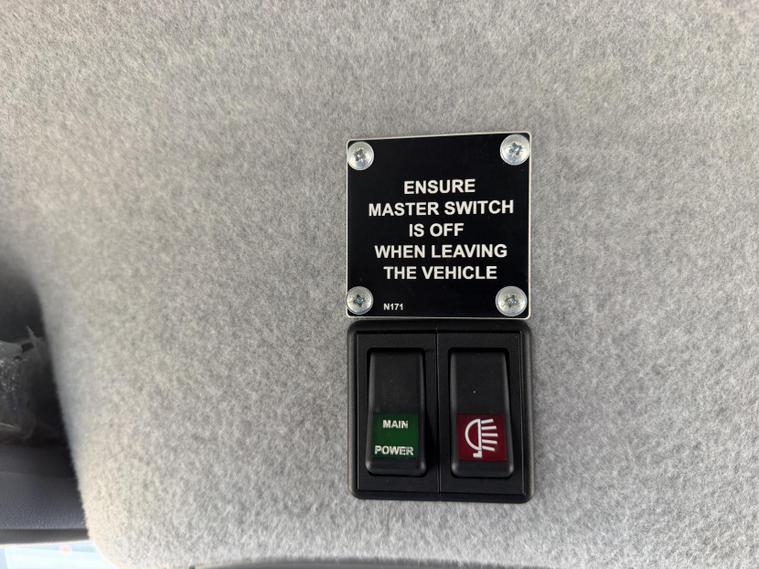 ENSURE
MASTER SWITCH
IS OFF
WHEN LEAVING
THE VEHICLE
N171
MAIN
POWER